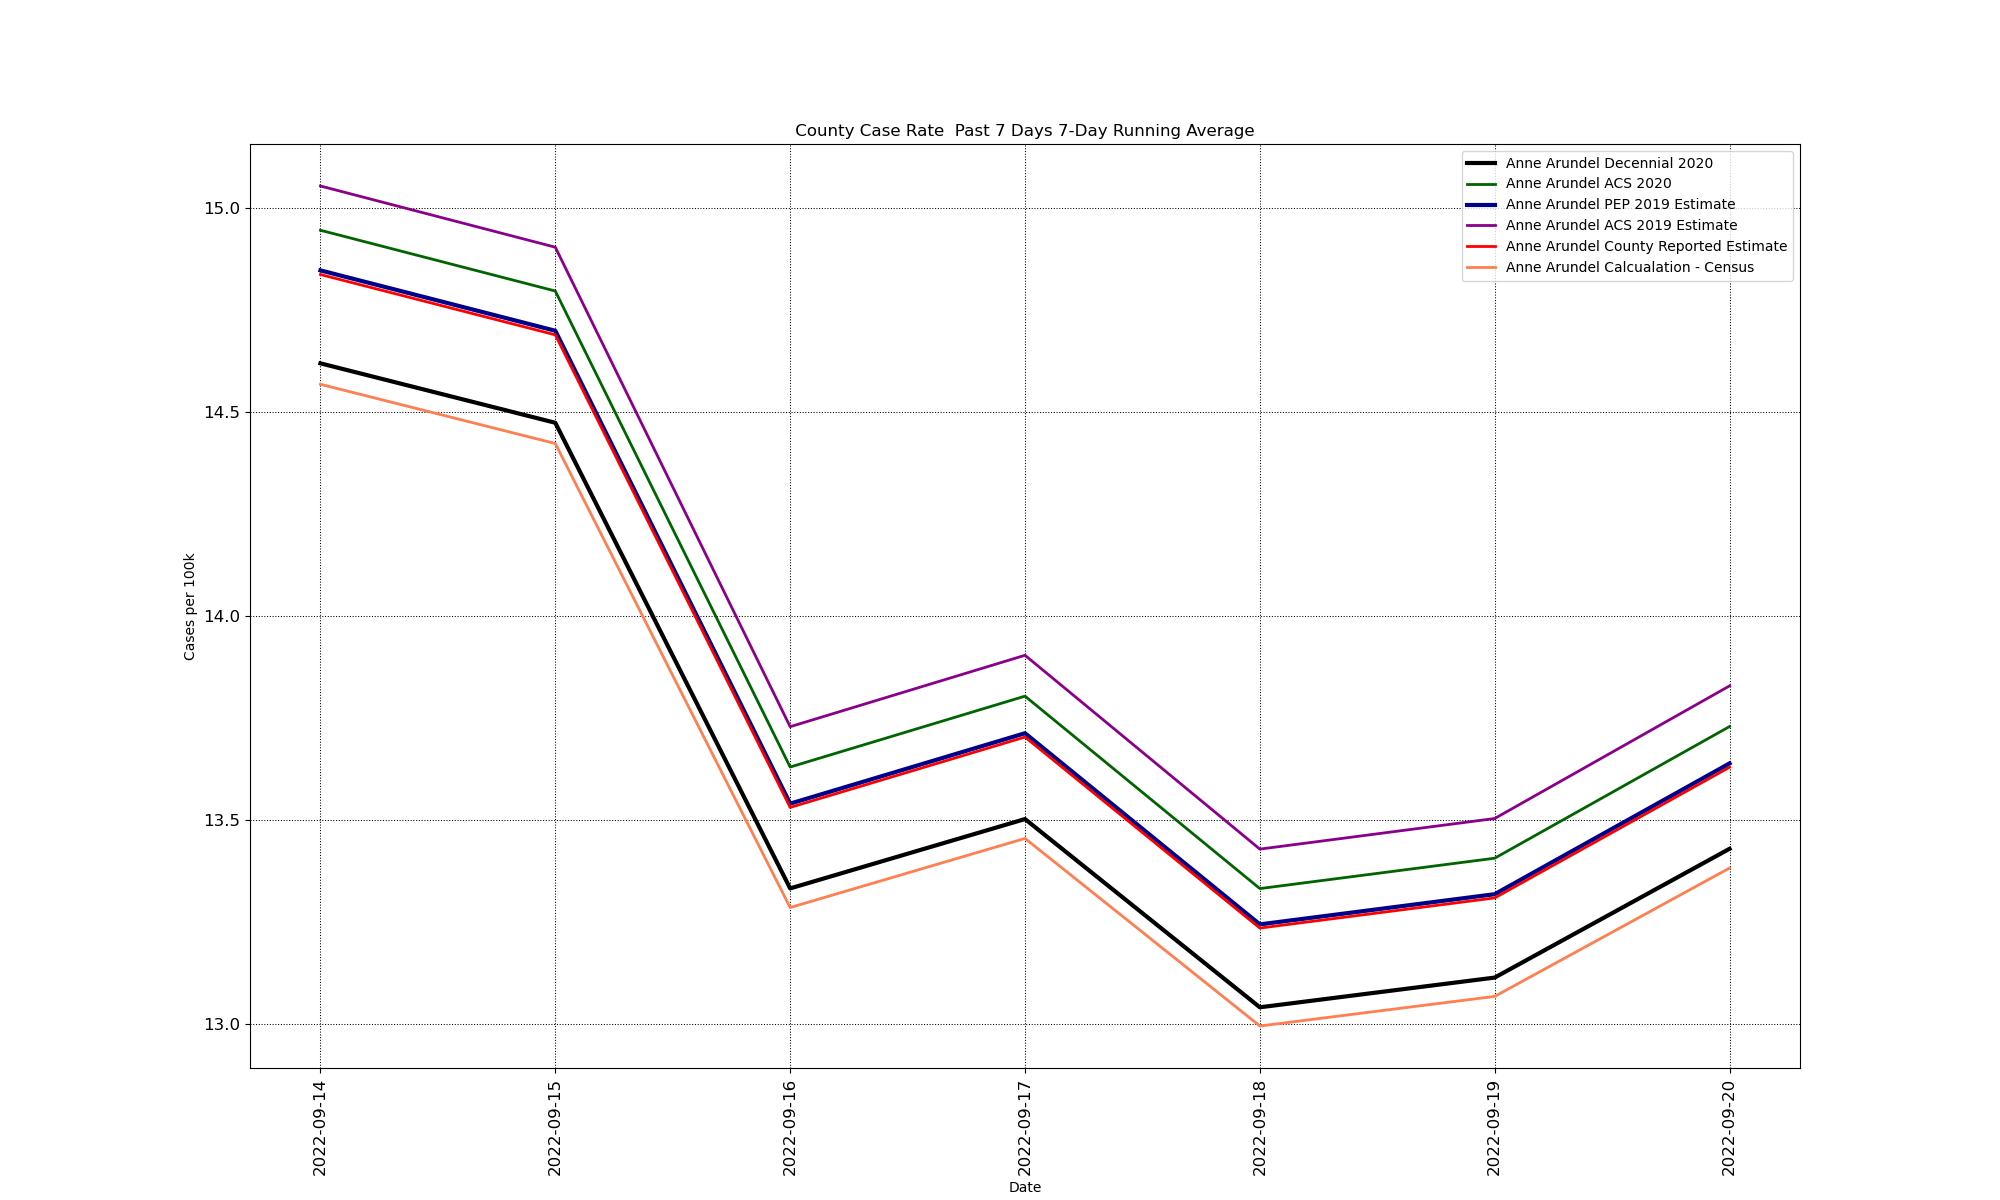 County Case Rate  Past 7 Days 7-Day Running Average
Anne Arundel Decennial 2020
Anne Arundel ACS 2020
Anne Arundel PEP 2019 Estimate
Anne Arundel ACS 2019 Estimate
Anne Arundel County Reported Estimate
Anne Arundel Calcualation - Census
15.0
14.5
14.0
13.5
13.0
Cases per 100k
2022-09-14
2022-09-15
2022-09-16
2022-09-17
2022-09-18
2022-09-19
2022-09-20
Date